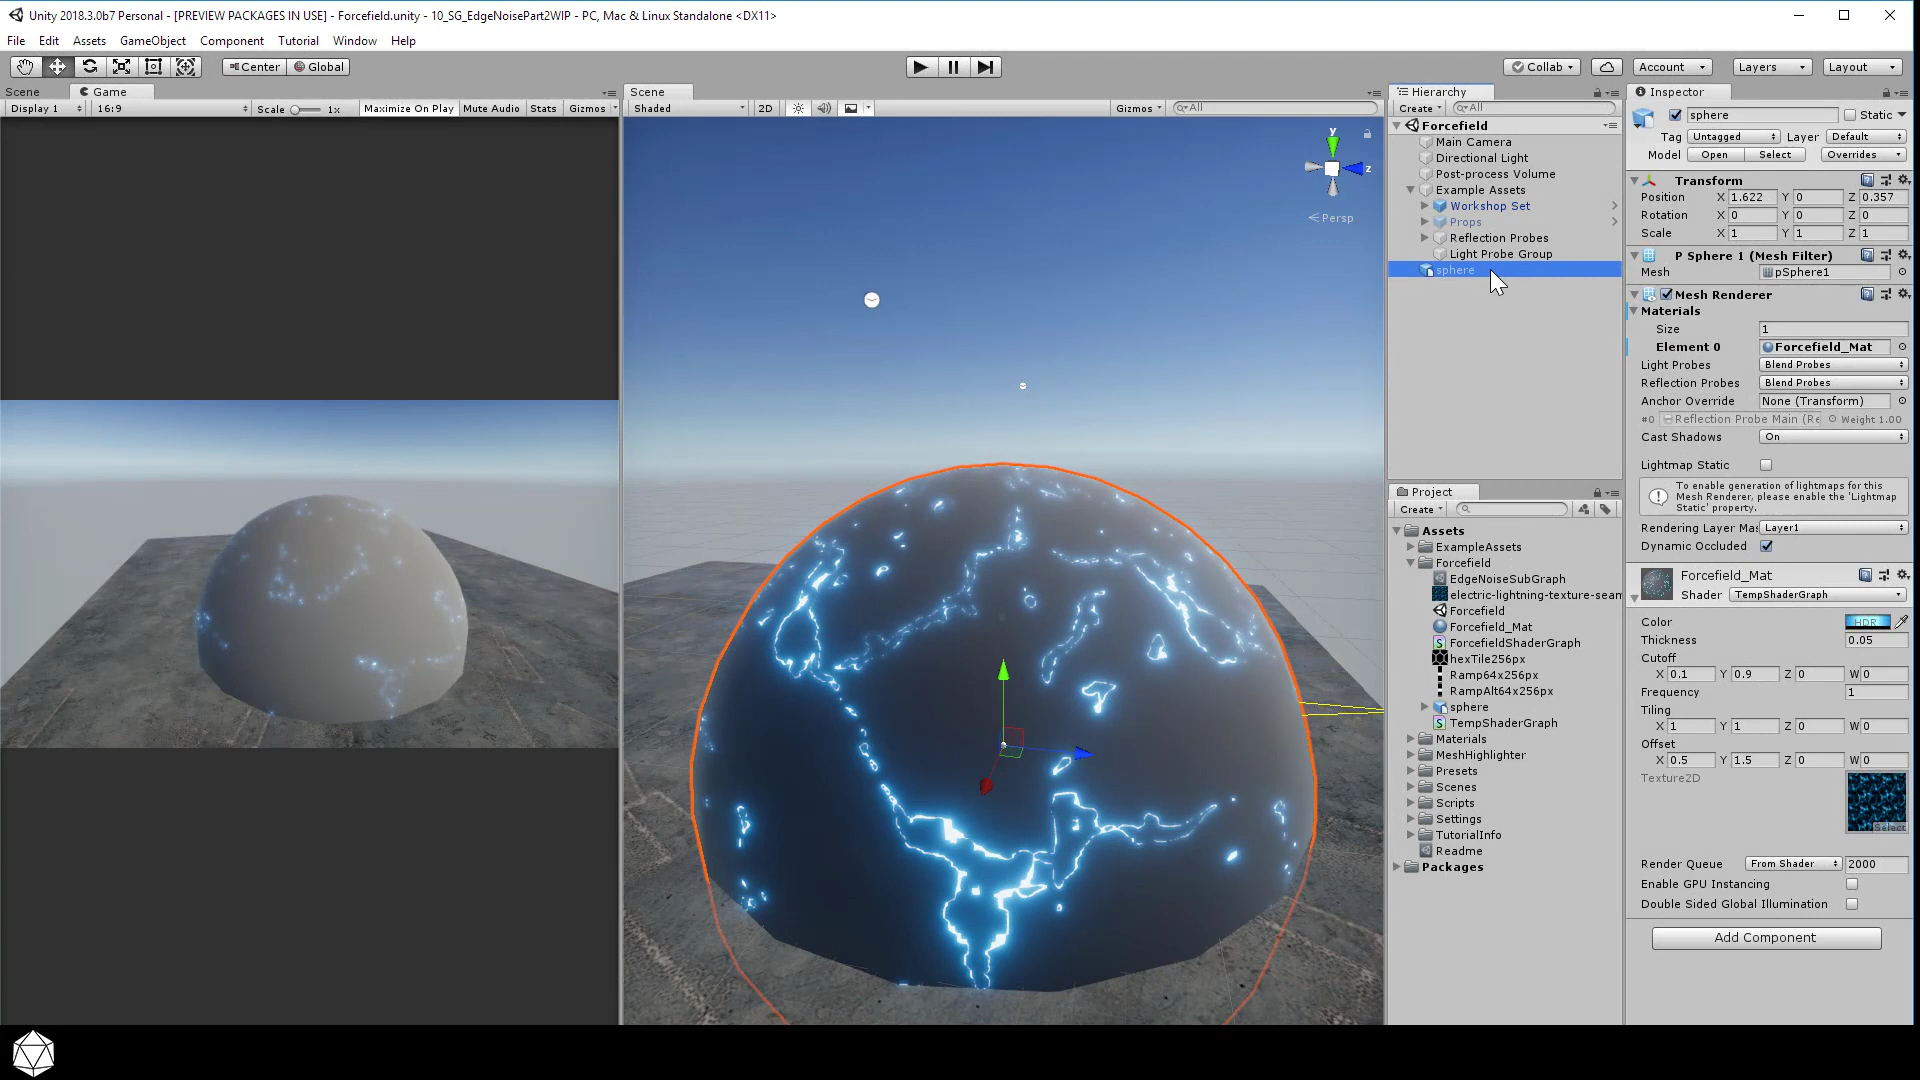 Unity 2018.3.0b7 Personal - [PREVIEW PACKAGES IN USE] - Forcefield.unity - 10_SG_EdgeNoisePart2WIP - PC, Mac & Linux Standalone <DX11>
File Edit Assets GameObject Component Tutorial Window Help
Center Global Collab Account Layers Layout
Scene Game
Display 1 16:9 Scale 1x Maximize On Play Mute Audio Stats Gizmos
Scene
Shaded 2D Gizmos All
y
z
Persp
Hierarchy
Create All
Forcefield
Main Camera
Directional Light
Post-process Volume
Example Assets
Workshop Set
Props
Reflection Probes
Light Probe Group
sphere
Project
Create
Assets
ExampleAssets
Forcefield
EdgeNoiseSubGraph
electric-lightning-texture-seam
Forcefield
Forcefield_Mat
ForcefieldShaderGraph
hexTile256px
Ramp64x256px
RampAlt64x256px
sphere
TempShaderGraph
Materials
MeshHighlighter
Presets
Scenes
Scripts
Settings
TutorialInfo
Readme
Packages
Inspector
sphere Static
Tag Untagged Layer Default
Model Open Select Overrides
Transform
Position X 1.622 Y 0 Z 0.357
Rotation X 0 Y 0 Z 0
Scale X 1 Y 1 Z 1
P Sphere 1 (Mesh Filter)
Mesh pSphere1
Mesh Renderer
Materials
Size 1
Element 0 Forcefield_Mat
Light Probes Blend Probes
Reflection Probes Blend Probes
Anchor Override None (Transform)
#0 Reflection Probe Main (Re Weight 1.00
Cast Shadows On
Lightmap Static
To enable generation of lightmaps for this
Mesh Renderer, please enable the 'Lightmap
Static' property.
Rendering Layer Mas Layer1
Dynamic Occluded
Forcefield_Mat
Shader TempShaderGraph
Color HDR
Thickness 0.05
Cutoff
X 0.1 Y 0.9 Z 0 W 0
Frequency 1
Tiling
X 1 Y 1 Z 0 W 0
Offset
X 0.5 Y 1.5 Z 0 W 0
Texture2D
Select
Render Queue From Shader 2000
Enable GPU Instancing
Double Sided Global Illumination
Add Component